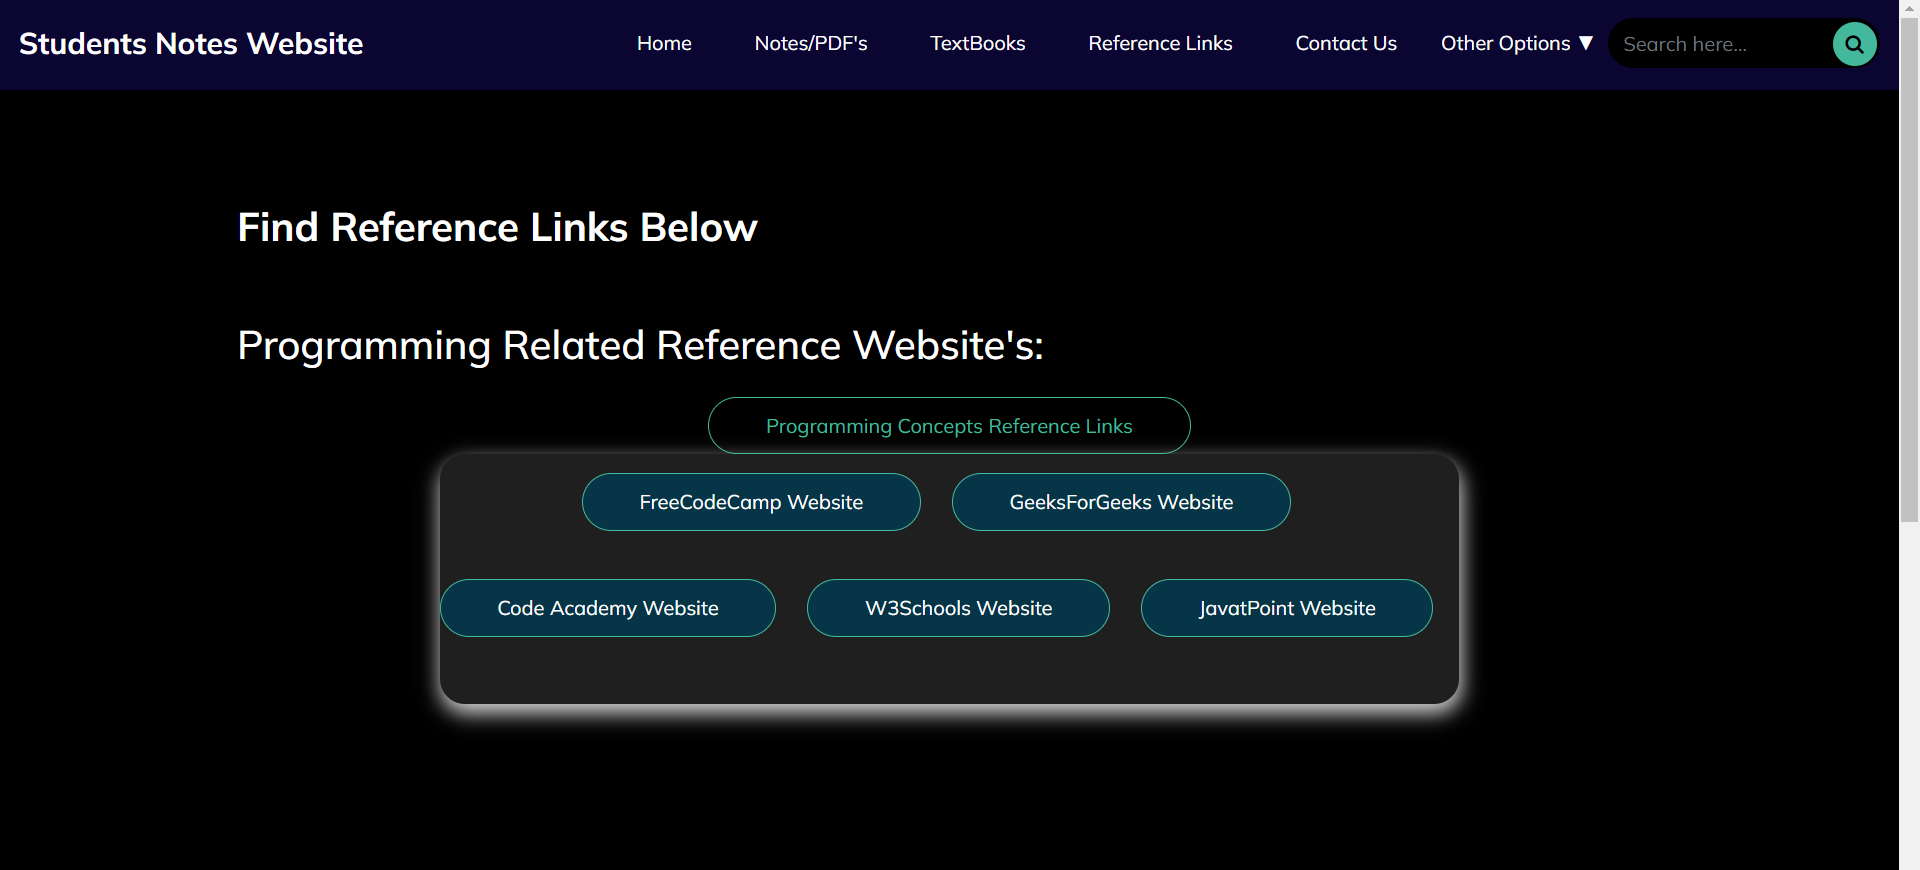 Students Notes Website
Home Notes/PDF's TextBooks Reference Links Contact Us Other Options ▼ Search here...
Find Reference Links Below
Programming Related Reference Website's:
Programming Concepts Reference Links
FreeCodeCamp Website GeeksForGeeks Website
Code Academy Website W3Schools Website JavatPoint Website